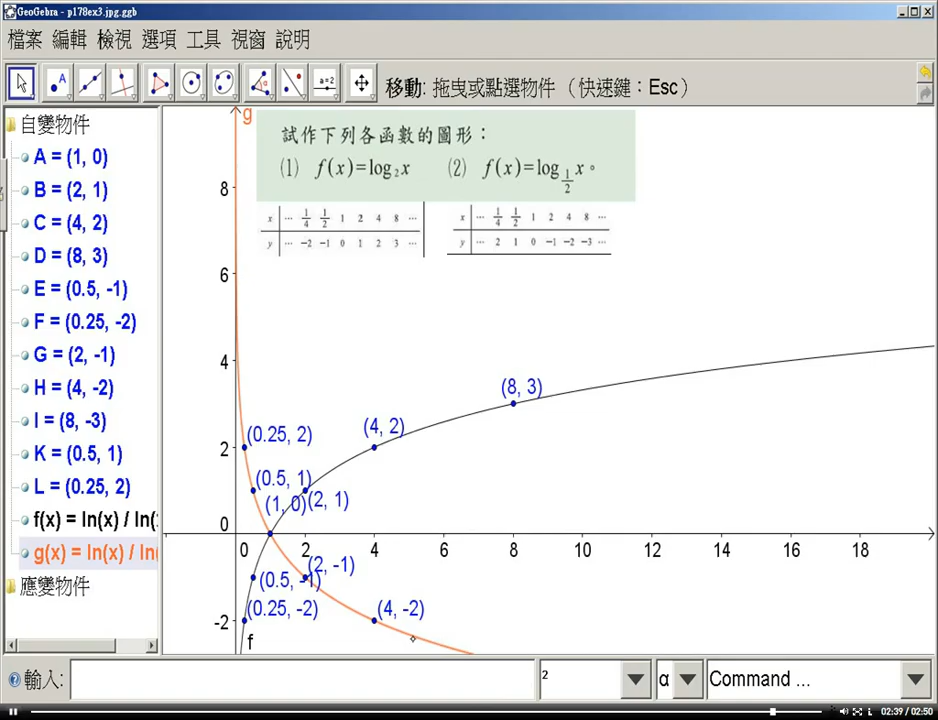 GeoGebra - p178ex3.jpg.ggb
檔案 編輯 檢視 選項 工具 視窗 說明
A
a=2
移動: 拖曳或點選物件 （快速鍵：Esc）
自變物件
A = (1, 0)
B = (2, 1)
C = (4, 2)
D = (8, 3)
E = (0.5, -1)
F = (0.25, -2)
G = (2, -1)
H = (4, -2)
I = (8, -3)
K = (0.5, 1)
L = (0.25, 2)
f(x) = ln(x) / ln(
g(x) = ln(x) / ln(
應變物件
g
試作下列各函數的圖形：
(1) f(x)=log₂x (2) f(x)=log_{1/2} x。
x ⋯ 1/4 1/2 1 2 4 8 ⋯
y ⋯ −2 −1 0 1 2 3 ⋯
x ⋯ 1/4 1/2 1 2 4 8 ⋯
y ⋯ 2 1 0 −1 −2 −3 ⋯
8
6
4
(8, 3)
(4, 2)
(0.25, 2)
2
(0.5, 1)
(1, 0)
(2, 1)
0
0 2 4 6 8 10 12 14 16 18
(2, -1)
(0.5, -1)
(0.25, -2)
(4, -2)
-2
f
輸入:
²
α
Command ...
02:39 / 02:50